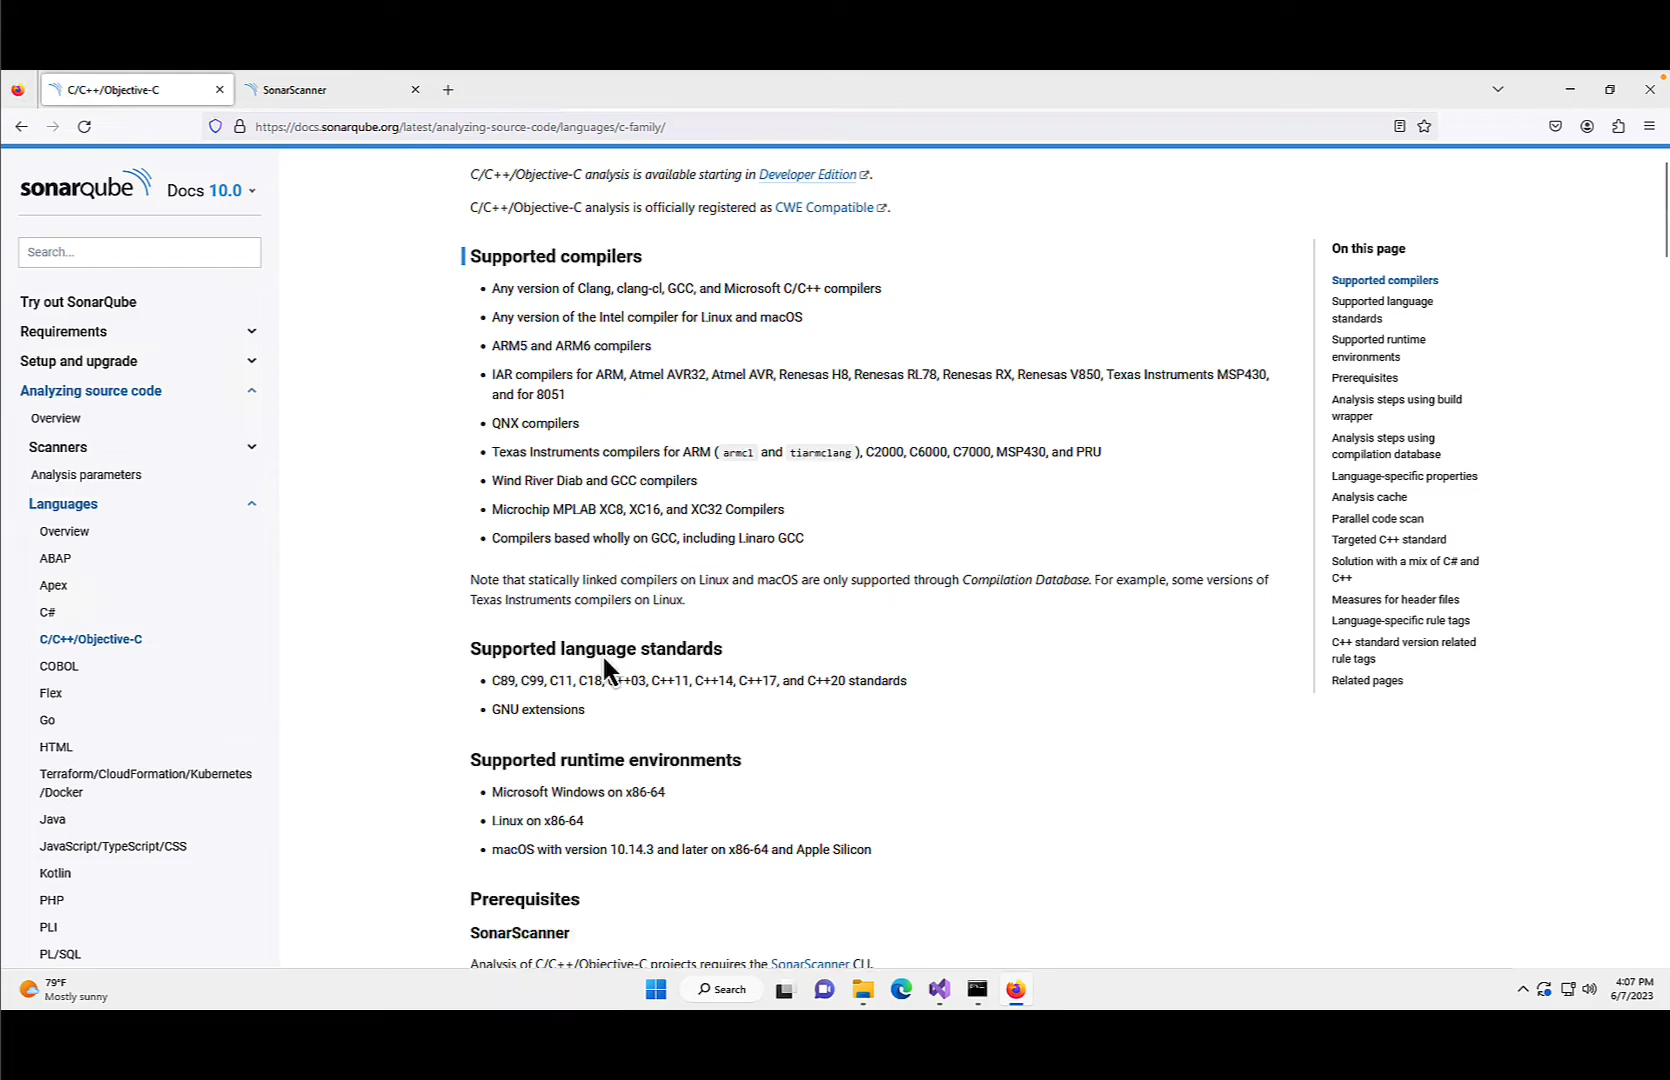 C/C++/Objective-C
SonarScanner
https://docs.sonarqube.org/latest/analyzing-source-code/languages/c-family/
sonarqube
Docs 10.0
Search...
Try out SonarQube
Requirements
Setup and upgrade
Analyzing source code
Overview
Scanners
Analysis parameters
Languages
Overview
ABAP
Apex
C#
C/C++/Objective-C
COBOL
Flex
Go
HTML
Terraform/CloudFormation/Kubernetes
/Docker
Java
JavaScript/TypeScript/CSS
Kotlin
PHP
PLI
PL/SQL
C/C++/Objective-C analysis is available starting in Developer Edition.
C/C++/Objective-C analysis is officially registered as CWE Compatible.
Supported compilers
• Any version of Clang, clang-cl, GCC, and Microsoft C/C++ compilers
• Any version of the Intel compiler for Linux and macOS
• ARM5 and ARM6 compilers
• IAR compilers for ARM, Atmel AVR32, Atmel AVR, Renesas H8, Renesas RL78, Renesas RX, Renesas V850, Texas Instruments MSP430,
and for 8051
• QNX compilers
• Texas Instruments compilers for ARM ( armcl and tiarmclang ), C2000, C6000, C7000, MSP430, and PRU
• Wind River Diab and GCC compilers
• Microchip MPLAB XC8, XC16, and XC32 Compilers
• Compilers based wholly on GCC, including Linaro GCC
Note that statically linked compilers on Linux and macOS are only supported through Compilation Database. For example, some versions of
Texas Instruments compilers on Linux.
Supported language standards
• C89, C99, C11, C18, C++03, C++11, C++14, C++17, and C++20 standards
• GNU extensions
Supported runtime environments
• Microsoft Windows on x86-64
• Linux on x86-64
• macOS with version 10.14.3 and later on x86-64 and Apple Silicon
Prerequisites
SonarScanner
Analysis of C/C++/Objective-C projects requires the SonarScanner CLI.
On this page
Supported compilers
Supported language
standards
Supported runtime
environments
Prerequisites
Analysis steps using build
wrapper
Analysis steps using
compilation database
Language-specific properties
Analysis cache
Parallel code scan
Targeted C++ standard
Solution with a mix of C# and
C++
Measures for header files
Language-specific rule tags
C++ standard version related
rule tags
Related pages
79°F
Mostly sunny
Search
4:07 PM
6/7/2023